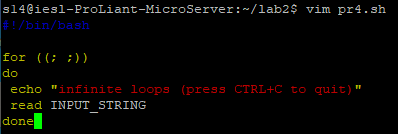 s14@iesl-ProLiant-MicroServer:~/lab2$ vim pr4.sh
#!/bin/bash
for ((; ;))
do
echo "infinite loops (press CTRL+C to quit)"
read INPUT_STRING
done